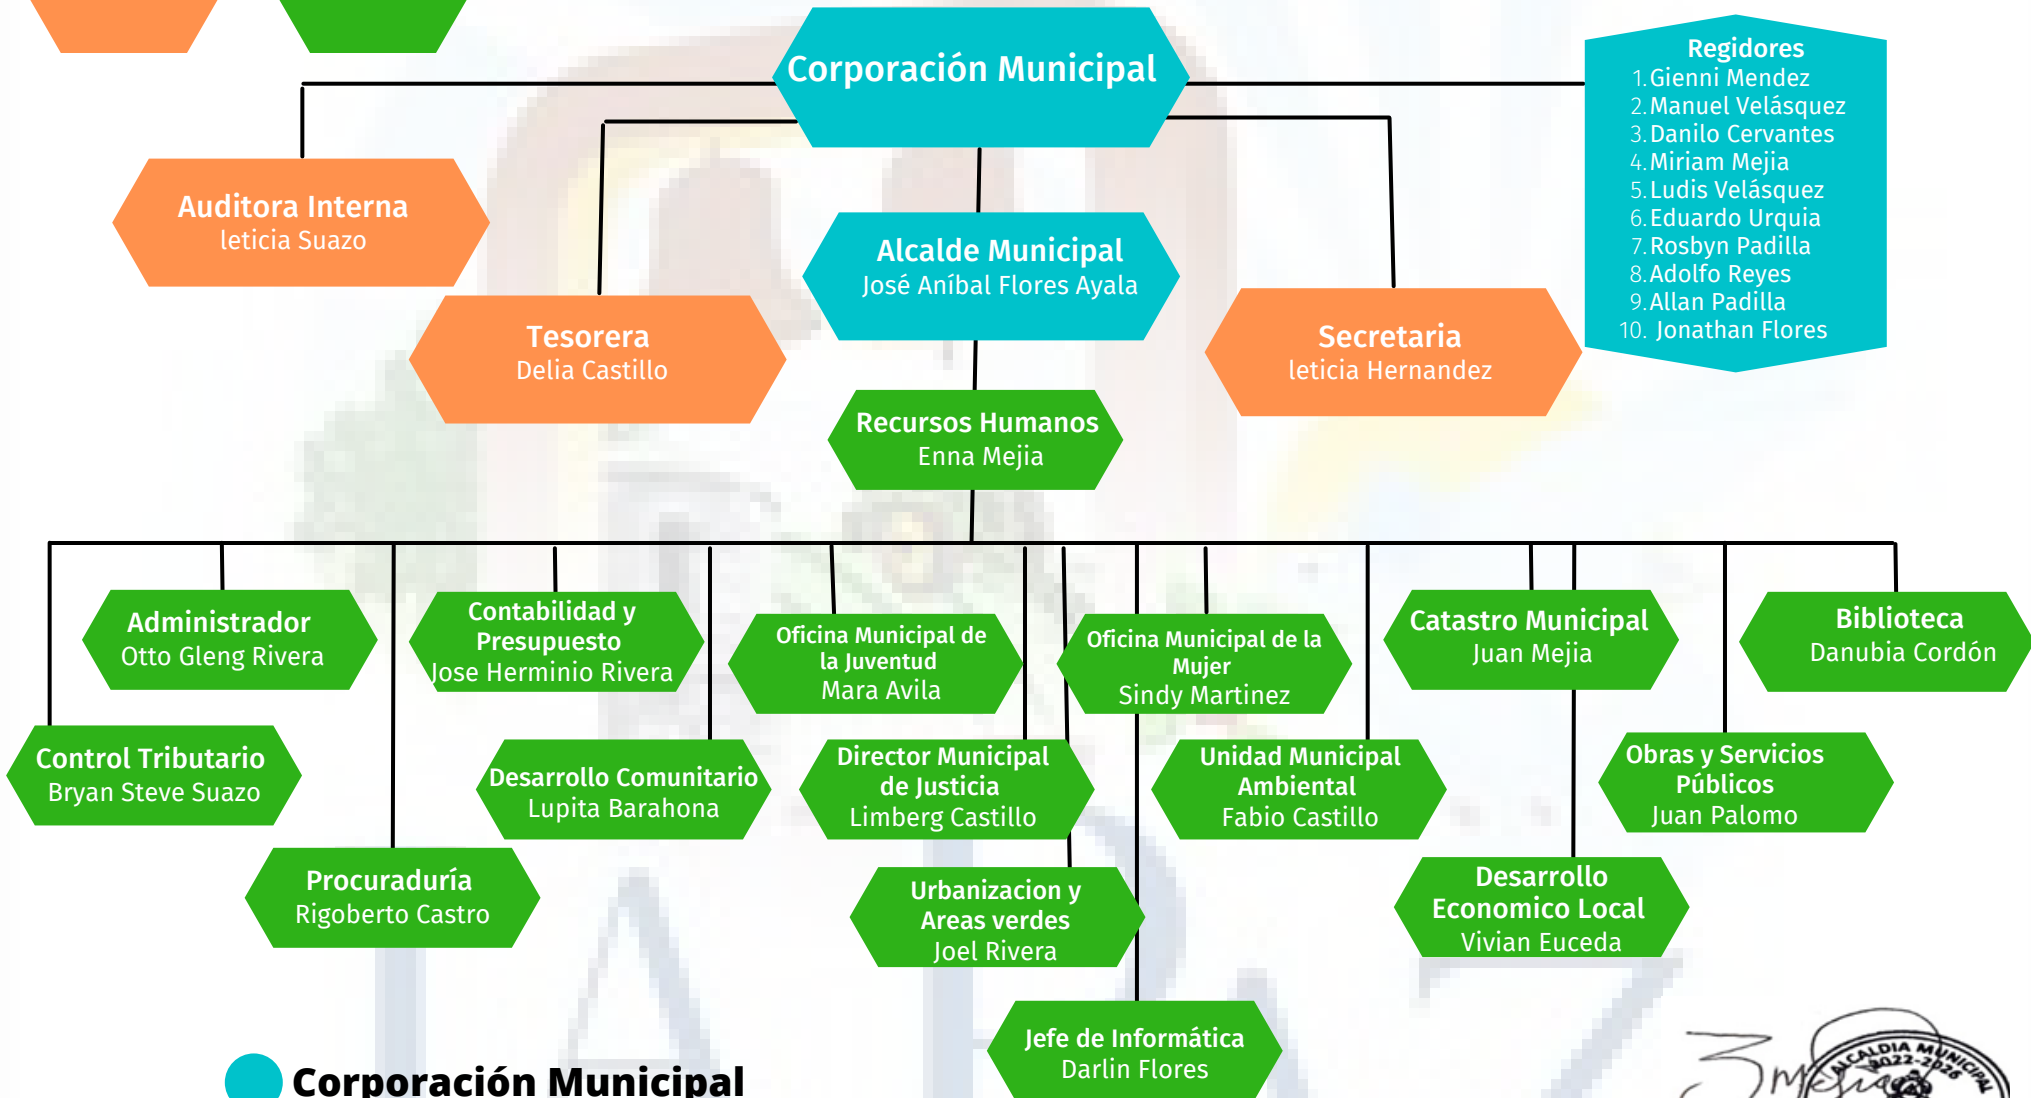 Corporación Municipal
Regidores
1. Gienni Mendez
2. Manuel Velásquez
3. Danilo Cervantes
4. Miriam Mejia
5. Ludis Velásquez
6. Eduardo Urquia
7. Rosbyn Padilla
8. Adolfo Reyes
9. Allan Padilla
10. Jonathan Flores
Auditora Interna
leticia Suazo
Alcalde Municipal
José Aníbal Flores Ayala
Tesorera
Delia Castillo
Secretaria
leticia Hernandez
Recursos Humanos
Enna Mejia
Administrador
Otto Gleng Rivera
Contabilidad y
Presupuesto
Jose Herminio Rivera
Oficina Municipal de
la Juventud
Mara Avila
Oficina Municipal de la
Mujer
Sindy Martinez
Catastro Municipal
Juan Mejia
Biblioteca
Danubia Cordón
Control Tributario
Bryan Steve Suazo
Desarrollo Comunitario
Lupita Barahona
Director Municipal
de Justicia
Limberg Castillo
Unidad Municipal
Ambiental
Fabio Castillo
Obras y Servicios
Públicos
Juan Palomo
Procuraduría
Rigoberto Castro
Urbanizacion y
Areas verdes
Joel Rivera
Desarrollo
Economico Local
Vivian Euceda
Jefe de Informática
Darlin Flores
Corporación Municipal
ALCALDIA MUNICIPAL
2022-2026